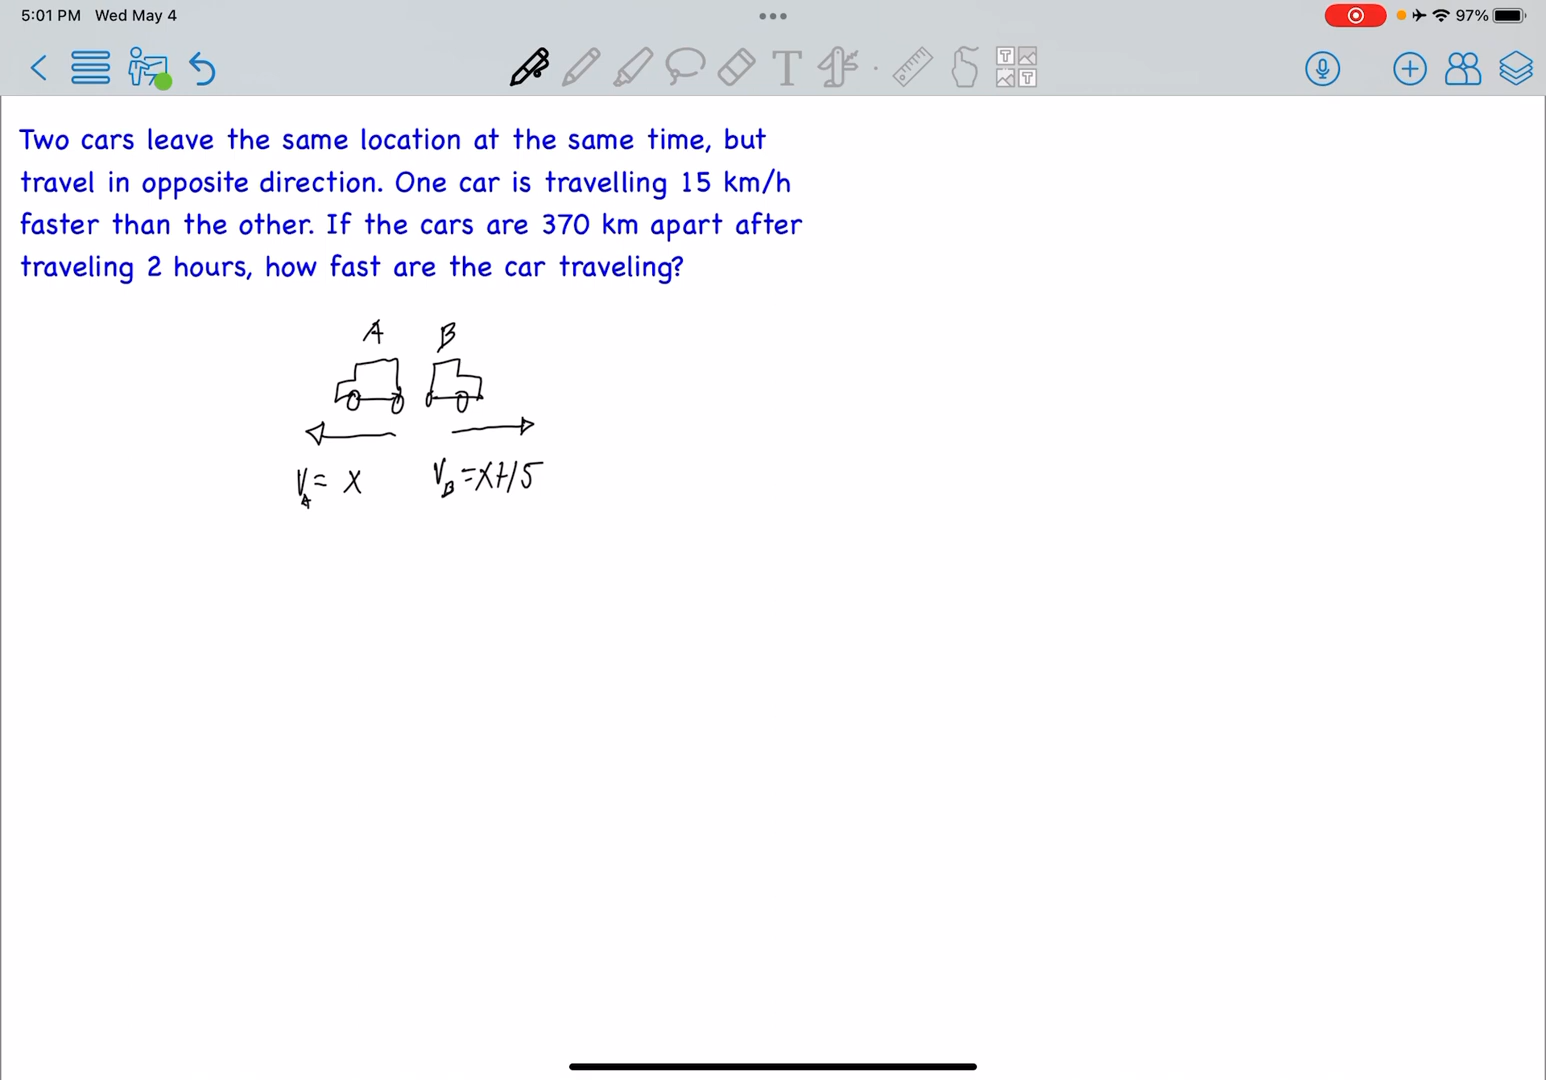 5:01 PM Wed May 4
97%
T
Two cars leave the same location at the same time, but
travel in opposite direction. One car is travelling 15 km/h
faster than the other. If the cars are 370 km apart after
traveling 2 hours, how fast are the car traveling?
A B
V_A = x V_B = x+15